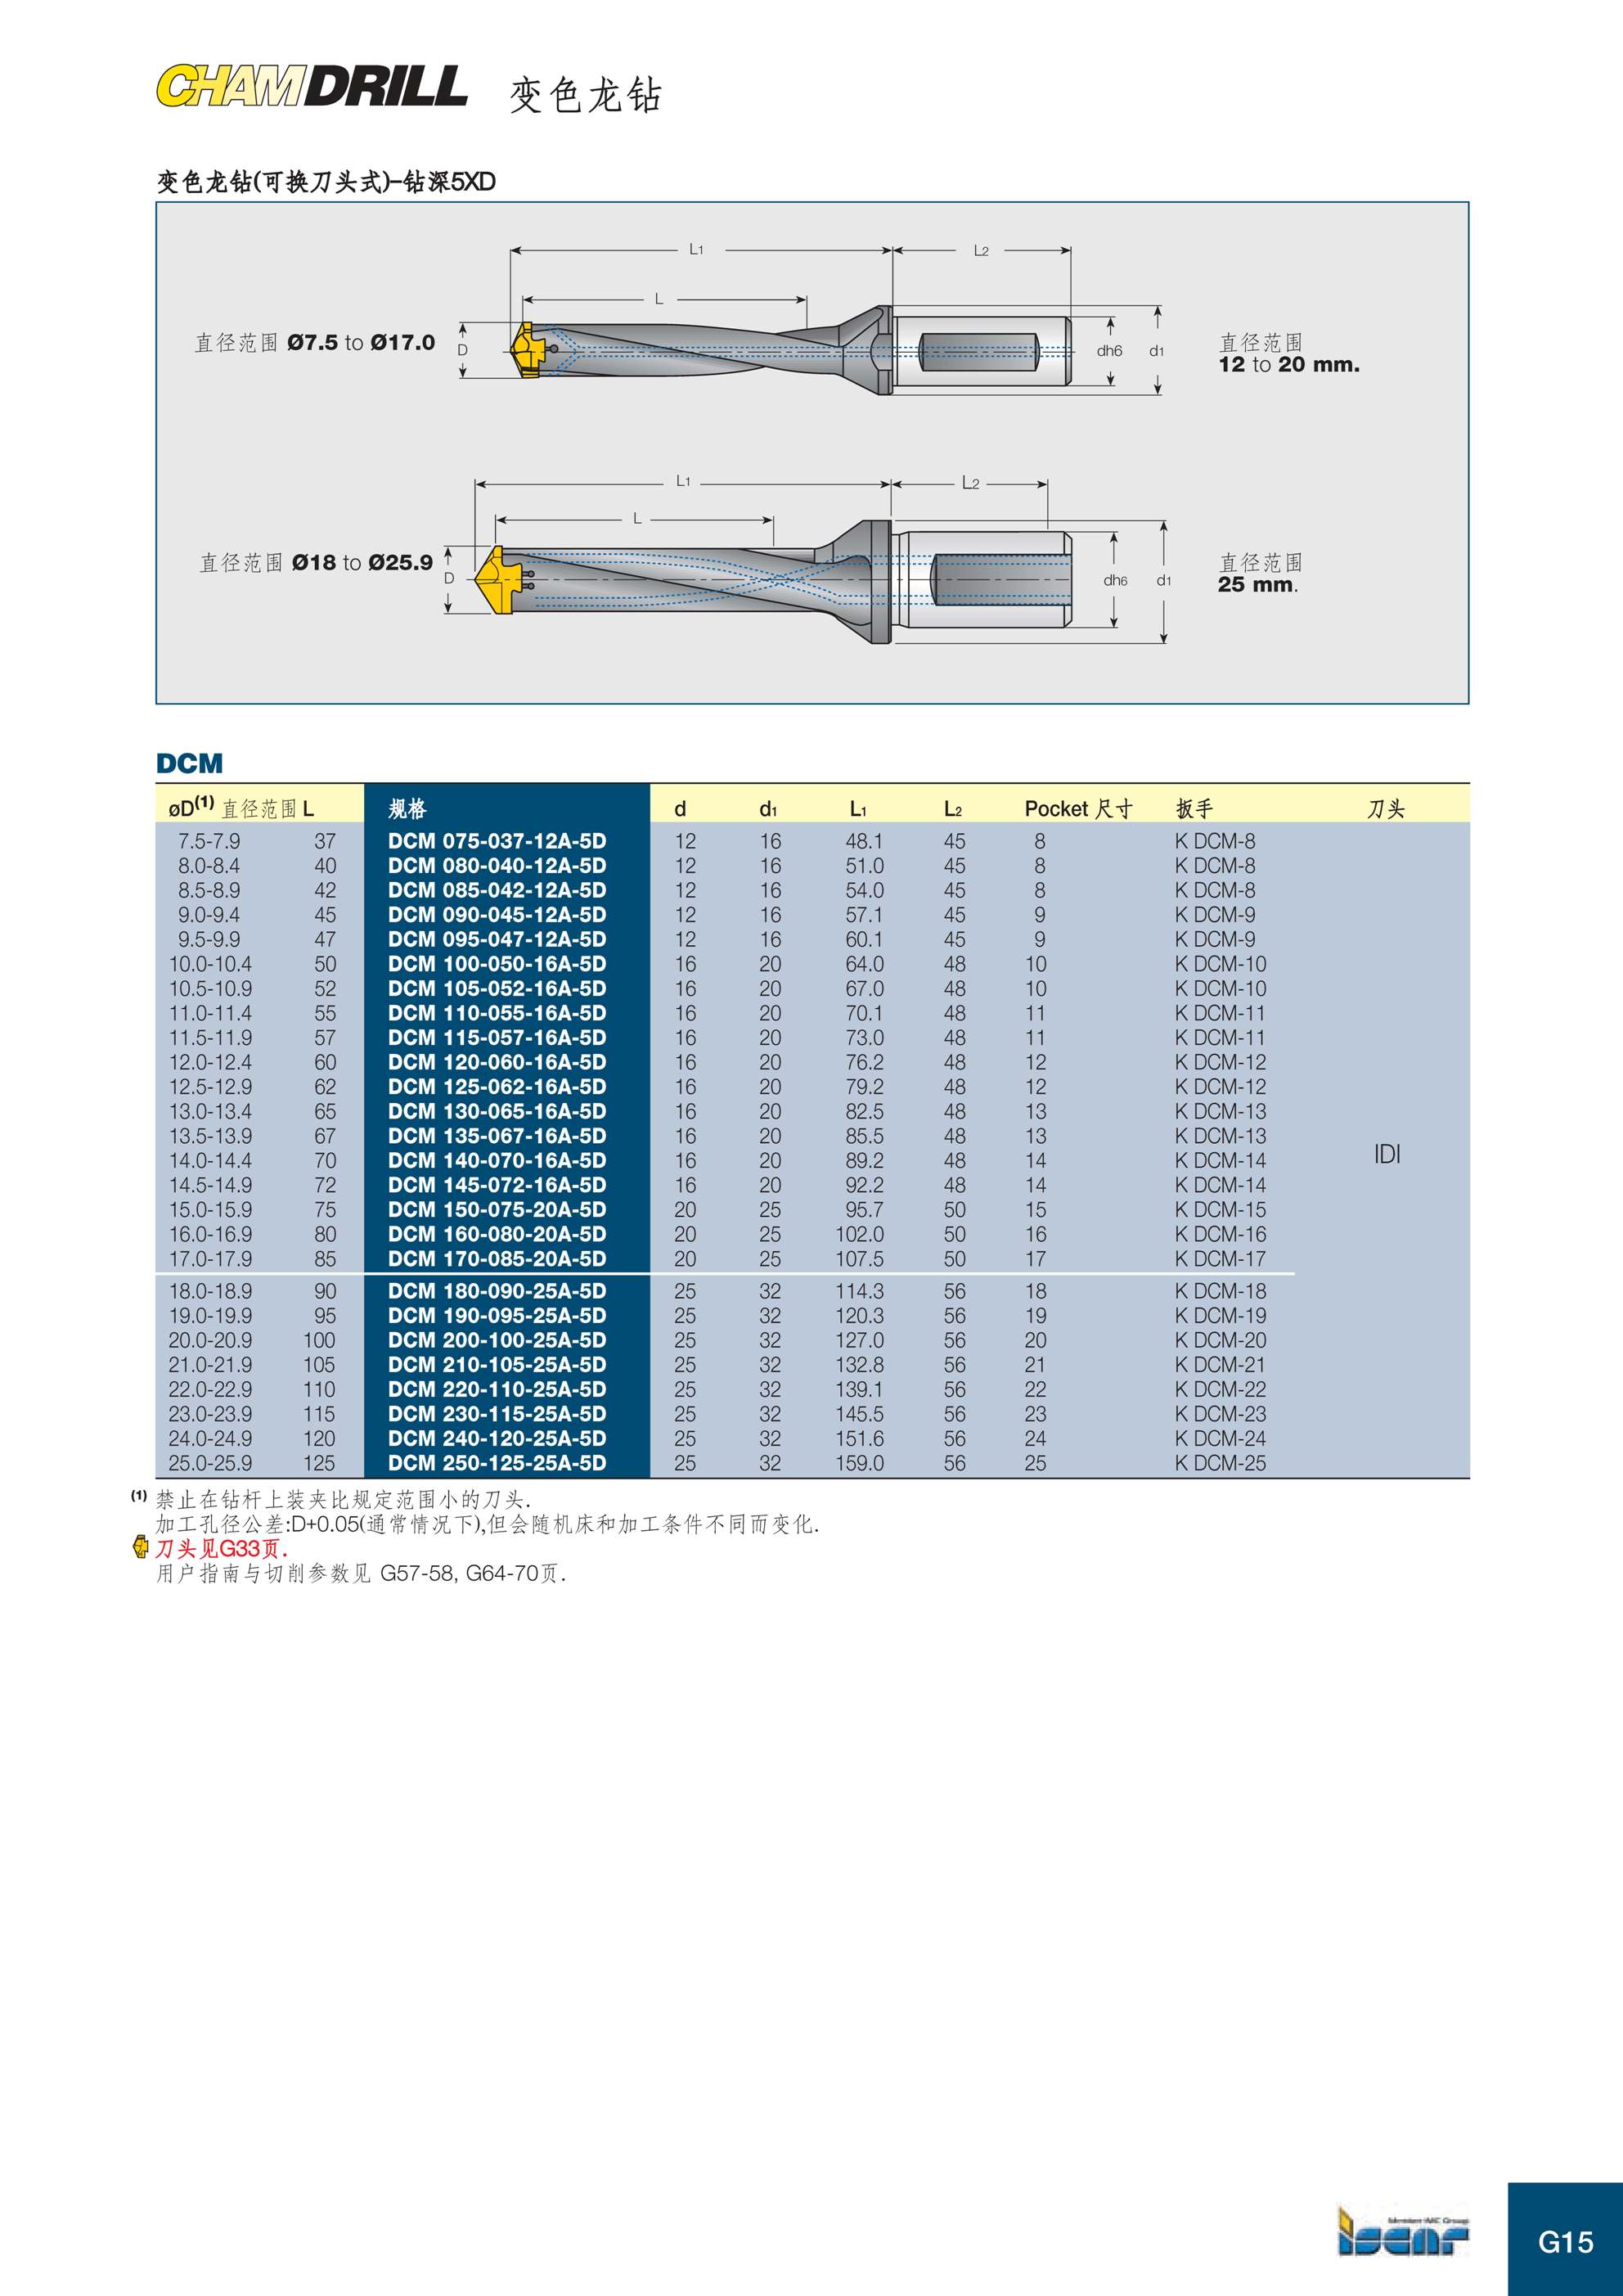 CHAMDRILL 变色龙钻
变色龙钻(可换刀头式)-钻深5XD
L1 L2
L
直径范围 Ø7.5 to Ø17.0 D dh6 d1 直径范围
12 to 20 mm.
L1 L2
L
直径范围 Ø18 to Ø25.9 D dh6 d1 直径范围
25 mm.
DCM
øD(1) 直径范围 L 规格 d d1 L1 L2 Pocket 尺寸 扳手 刀头
7.5-7.9 37 DCM 075-037-12A-5D 12 16 48.1 45 8 K DCM-8
8.0-8.4 40 DCM 080-040-12A-5D 12 16 51.0 45 8 K DCM-8
8.5-8.9 42 DCM 085-042-12A-5D 12 16 54.0 45 8 K DCM-8
9.0-9.4 45 DCM 090-045-12A-5D 12 16 57.1 45 9 K DCM-9
9.5-9.9 47 DCM 095-047-12A-5D 12 16 60.1 45 9 K DCM-9
10.0-10.4 50 DCM 100-050-16A-5D 16 20 64.0 48 10 K DCM-10
10.5-10.9 52 DCM 105-052-16A-5D 16 20 67.0 48 10 K DCM-10
11.0-11.4 55 DCM 110-055-16A-5D 16 20 70.1 48 11 K DCM-11
11.5-11.9 57 DCM 115-057-16A-5D 16 20 73.0 48 11 K DCM-11
12.0-12.4 60 DCM 120-060-16A-5D 16 20 76.2 48 12 K DCM-12
12.5-12.9 62 DCM 125-062-16A-5D 16 20 79.2 48 12 K DCM-12
13.0-13.4 65 DCM 130-065-16A-5D 16 20 82.5 48 13 K DCM-13
13.5-13.9 67 DCM 135-067-16A-5D 16 20 85.5 48 13 K DCM-13
14.0-14.4 70 DCM 140-070-16A-5D 16 20 89.2 48 14 K DCM-14 IDI
14.5-14.9 72 DCM 145-072-16A-5D 16 20 92.2 48 14 K DCM-14
15.0-15.9 75 DCM 150-075-20A-5D 20 25 95.7 50 15 K DCM-15
16.0-16.9 80 DCM 160-080-20A-5D 20 25 102.0 50 16 K DCM-16
17.0-17.9 85 DCM 170-085-20A-5D 20 25 107.5 50 17 K DCM-17
18.0-18.9 90 DCM 180-090-25A-5D 25 32 114.3 56 18 K DCM-18
19.0-19.9 95 DCM 190-095-25A-5D 25 32 120.3 56 19 K DCM-19
20.0-20.9 100 DCM 200-100-25A-5D 25 32 127.0 56 20 K DCM-20
21.0-21.9 105 DCM 210-105-25A-5D 25 32 132.8 56 21 K DCM-21
22.0-22.9 110 DCM 220-110-25A-5D 25 32 139.1 56 22 K DCM-22
23.0-23.9 115 DCM 230-115-25A-5D 25 32 145.5 56 23 K DCM-23
24.0-24.9 120 DCM 240-120-25A-5D 25 32 151.6 56 24 K DCM-24
25.0-25.9 125 DCM 250-125-25A-5D 25 32 159.0 56 25 K DCM-25
(1) 禁止在钻杆上装夹比规定范围小的刀头.
加工孔径公差:D+0.05(通常情况下),但会随机床和加工条件不同而变化.
刀头见G33页.
用户指南与切削参数见 G57-58, G64-70页.
Member IMC Group
iscar
G15